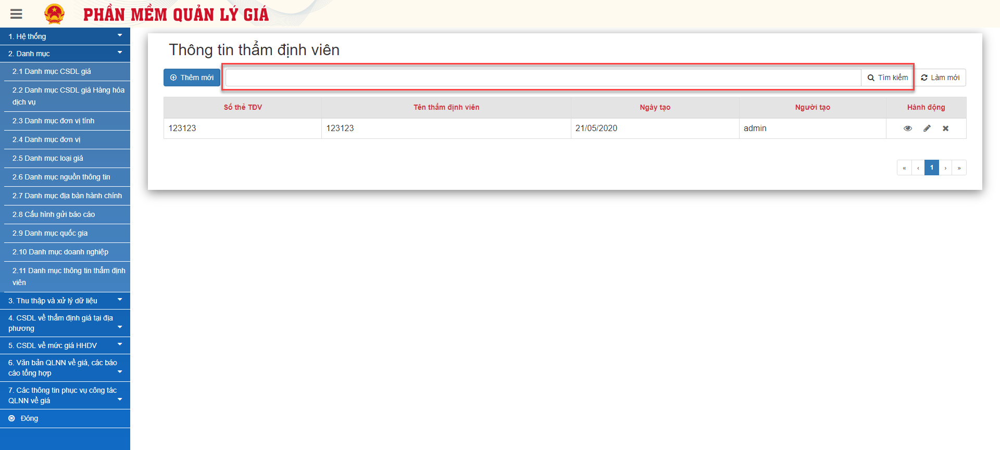 PHẦN MỀM QUẢN LÝ GIÁ
1. Hệ thống
2. Danh mục
2.1 Danh mục CSDL giá
2.2 Danh mục CSDL giá Hàng hóa
dịch vụ
2.3 Danh mục đơn vị tính
2.4 Danh mục đơn vị
2.5 Danh mục loại giá
2.6 Danh mục nguồn thông tin
2.7 Danh mục địa bàn hành chính
2.8 Cấu hình gửi báo cáo
2.9 Danh mục quốc gia
2.10 Danh mục doanh nghiệp
2.11 Danh mục thông tin thẩm định
viên
3. Thu thập và xử lý dữ liệu
4. CSDL về thẩm định giá tại địa
phương
5. CSDL về mức giá HHDV
6. Văn bản QLNN về giá, các báo
cáo tổng hợp
7. Các thông tin phục vụ công tác
QLNN về giá
Đóng
Thông tin thẩm định viên
Thêm mới Tìm kiếm Làm mới
Số thẻ TĐV Tên thẩm định viên Ngày tạo Người tạo Hành động
123123 123123 21/05/2020 admin
« ‹ 1 › »